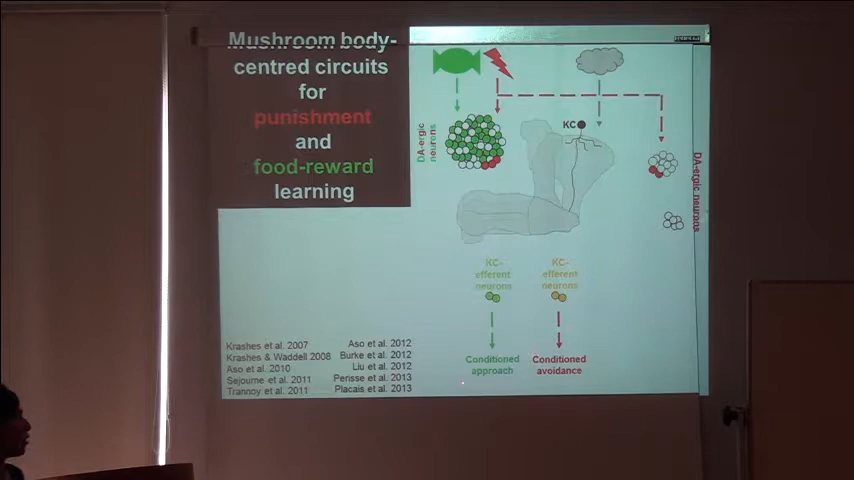 Mushroom body-
centred circuits
for
punishment
and
food-reward
learning
DA-ergic
neurons
KC
DA-ergic neurons
KC-
efferent
neurons
KC-
efferent
neurons
Conditioned
approach
Conditioned
avoidance
Krashes et al. 2007
Krashes & Waddell 2008
Aso et al. 2010
Sejourne et al. 2011
Trannoy et al. 2011
Aso et al. 2012
Burke et al. 2012
Liu et al. 2012
Perisse et al. 2013
Placais et al. 2013